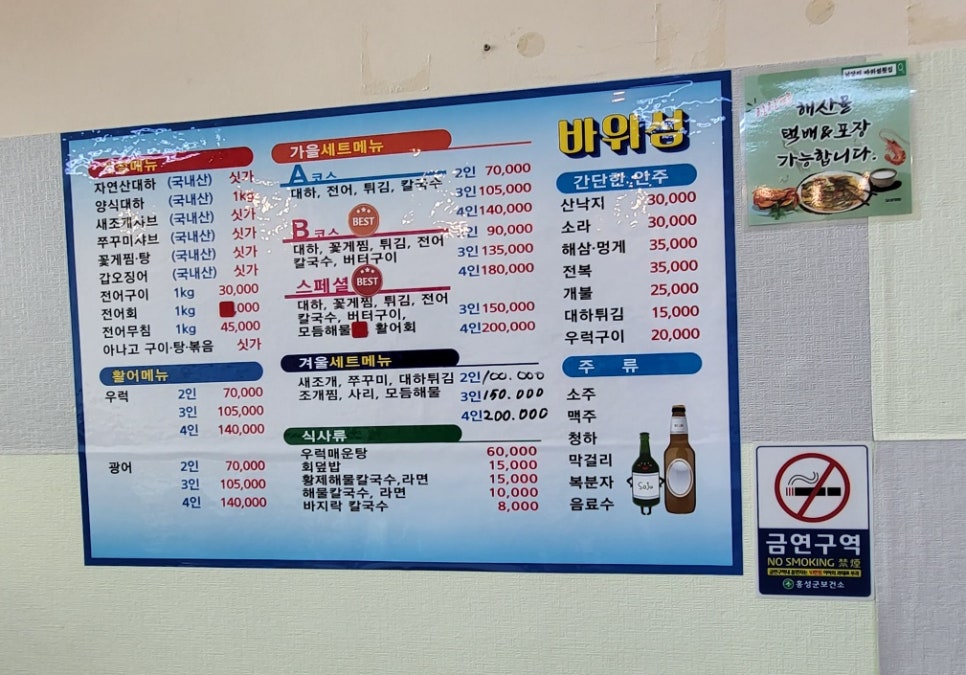 바위섬
메뉴
자연산대하 (국내산) 싯가
양식대하 (국내산) 1kg
새조개샤브 (국내산) 싯가
쭈꾸미샤브 (국내산) 싯가
꽃게찜·탕 (국내산) 싯가
갑오징어 (국내산) 싯가
전어구이 1kg 30,000
전어회 1kg ,000
전어무침 1kg 45,000
아나고 구이·탕·볶음 싯가
활어메뉴
우럭 2인 70,000
3인 105,000
4인 140,000
광어 2인 70,000
3인 105,000
4인 140,000
가을세트메뉴
A코스 2인 70,000
대하, 전어, 튀김, 칼국수 3인 105,000
4인 140,000
BEST
B코스 2인 90,000
대하, 꽃게찜, 튀김, 전어 3인 135,000
칼국수, 버터구이
4인 180,000
스페셜 BEST
대하, 꽃게찜, 튀김, 전어
칼국수, 버터구이, 3인 150,000
모듬해물 활어회 4인 200,000
겨울세트메뉴
새조개, 쭈꾸미, 대하튀김 2인 100.000
조개찜, 사리, 모듬해물 3인 150.000
4인 200.000
식사류
우럭매운탕 60,000
회덮밥 15,000
황제해물칼국수,라면 15,000
해물칼국수, 라면 10,000
바지락 칼국수 8,000
간단한 안주
산낙지 30,000
소라 30,000
해삼·멍게 35,000
전복 35,000
개불 25,000
대하튀김 15,000
우럭구이 20,000
주 류
소주
맥주
청하
막걸리
복분자
음료수
SoJu
해산물
택배&포장
가능합니다.
금연구역
NO SMOKING 禁煙
홍성군보건소